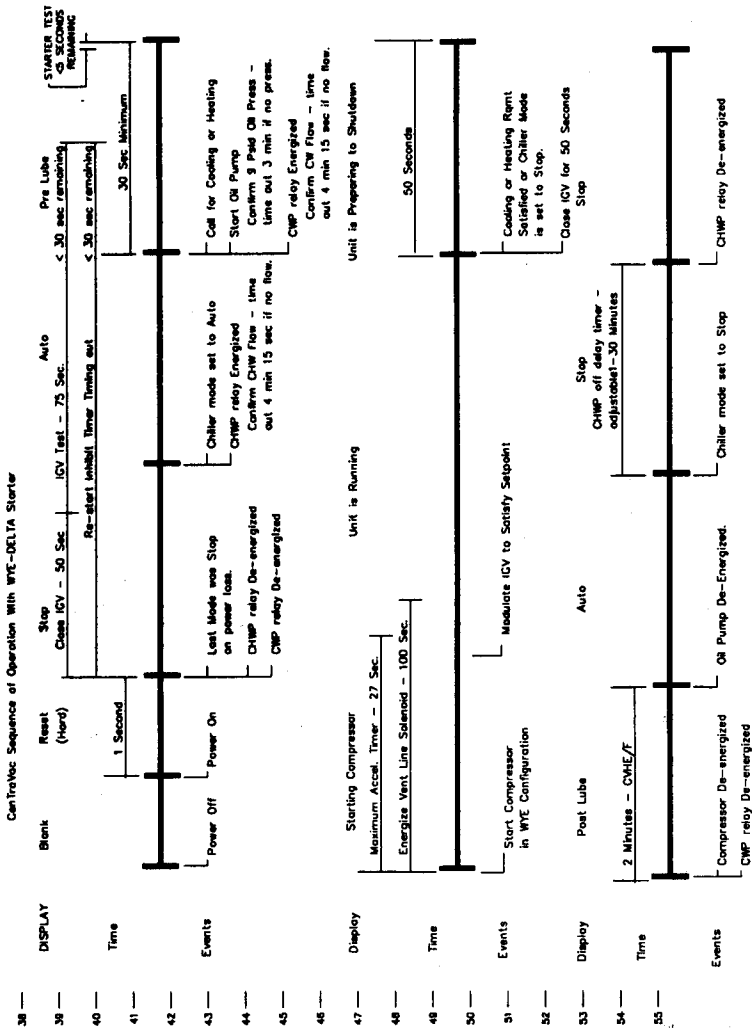 CenTraVac Sequence of Operation With WYE-DELTA Starter
38
39
40
41
42
43
44
45
46
47
48
49
50
51
52
53
54
55
DISPLAY
Blank
Reset
(Hard)
Stop
Auto
Pre Lube
STARTER TEST
<5 SECONDS
REMAINING
Close IGV - 50 Sec
IGV Test - 75 Sec.
< 30 sec remaining
Re-start Inhibit Timer Timing out
< 30 sec remaining
Time
1 Second
30 Sec Minimum
Events
Power Off
Power On
Last Mode was Stop
on power loss.
CHWP relay De-energized
CWP relay De-energized
Chiller mode set to Auto
CHWP relay Energized
Confirm CHW Flow - time
out 4 min 15 sec if no flow.
Call for Cooling or Heating
Start Oil Pump
Confirm 9 Psid Oil Press -
time out 3 min if no press.
CWP relay Energized
Confirm CW Flow - time
out 4 min 15 sec if no flow.
Display
Starting Compressor
Unit is Running
Unit is Preparing to Shutdown
Maximum Accel. Timer - 27 Sec.
Energize Vent Line Solenoid - 100 Sec.
50 Seconds
Time
Events
Start Compressor
in WYE Configuration
Modulate IGV to Satisfy Setpoint
Cooling or Heating Rqmt
Satisfied or Chiller Mode
is set to Stop.
Close IGV for 50 Seconds
Display
Post Lube
Auto
Stop
Stop
CHWP off delay timer -
adjustable1-30 Minutes
Time
2 Minutes - CVHE/F
Events
Compressor De-energized
CWP relay De-energized
Oil Pump De-Energized.
Chiller mode set to Stop
CHWP relay De-energized